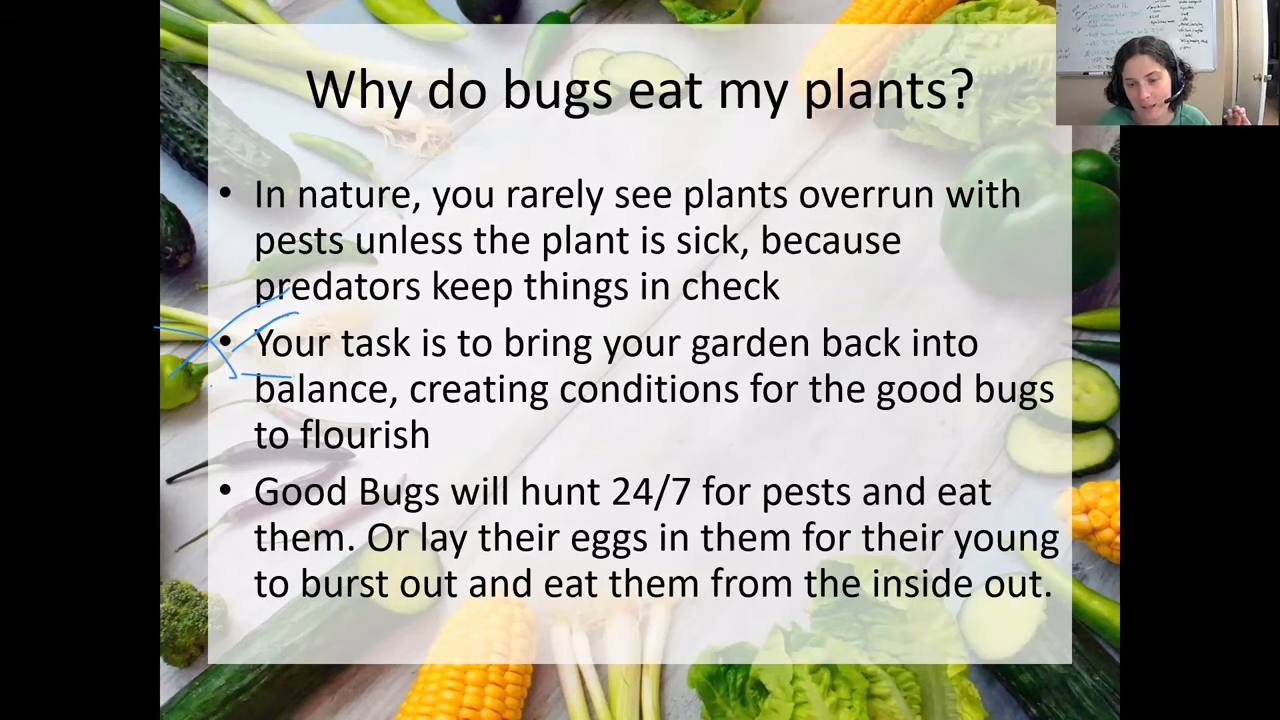 Why do bugs eat my plants?
• In nature, you rarely see plants overrun with
pests unless the plant is sick, because
predators keep things in check
• Your task is to bring your garden back into
balance, creating conditions for the good bugs
to flourish
• Good Bugs will hunt 24/7 for pests and eat
them. Or lay their eggs in them for their young
to burst out and eat them from the inside out.